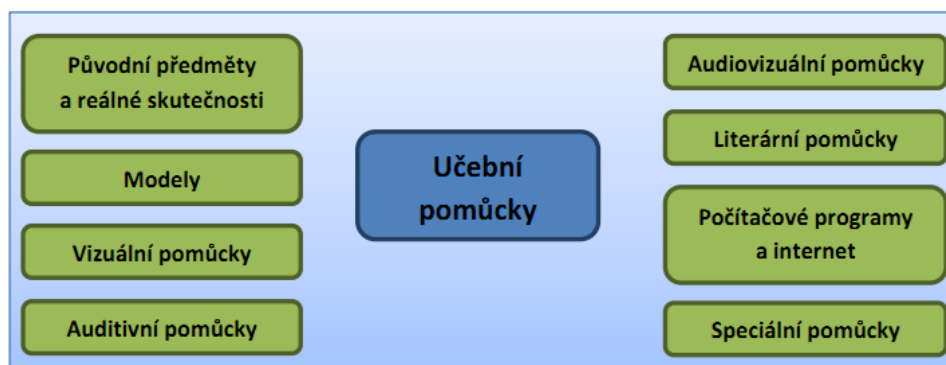 Původní předměty
a reálné skutečnosti
Modely
Vizuální pomůcky
Auditivní pomůcky
Učební
pomůcky
Audiovizuální pomůcky
Literární pomůcky
Počítačové programy
a internet
Speciální pomůcky